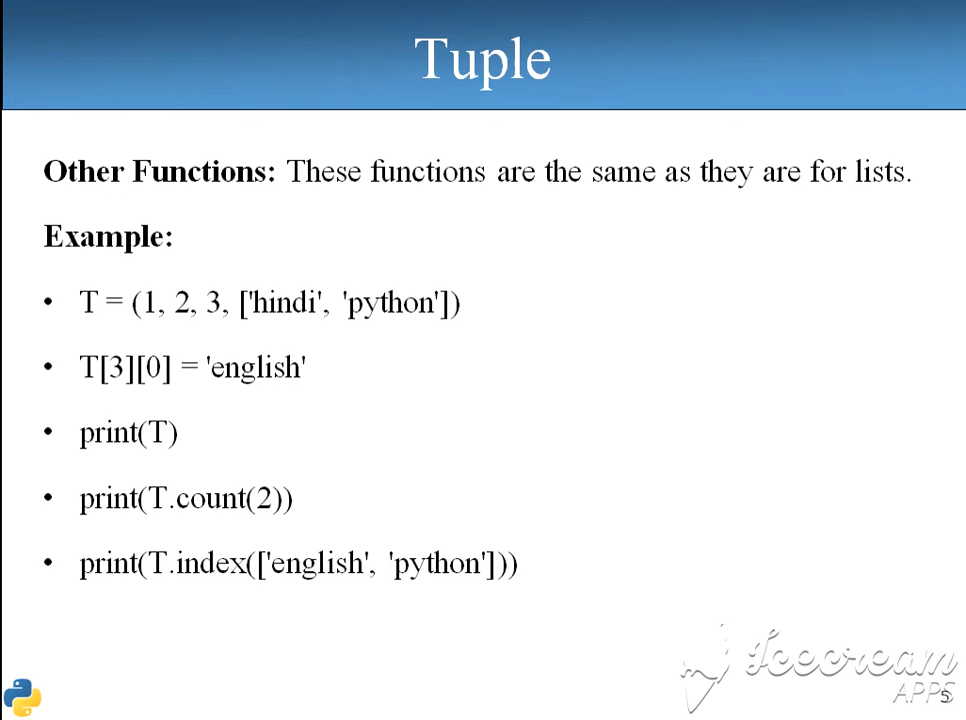 Tuple
Other Functions: These functions are the same as they are for lists.
Example:
• T = (1, 2, 3, ['hindi', 'python'])
• T[3][0] = 'english'
• print(T)
• print(T.count(2))
• print(T.index(['english', 'python']))
Icecream
APPS
5